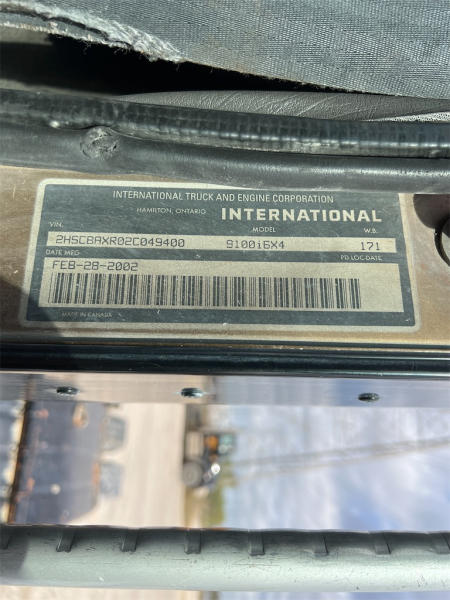 INTERNATIONAL TRUCK AND ENGINE CORPORATION
HAMILTON, ONTARIO INTERNATIONAL
VIN. MODEL W.B.
2HSCBAXR02C049400 9100i6X4 171
DATE MFG. PD LOC-DATE
FEB-28-2002
MADE IN CANADA